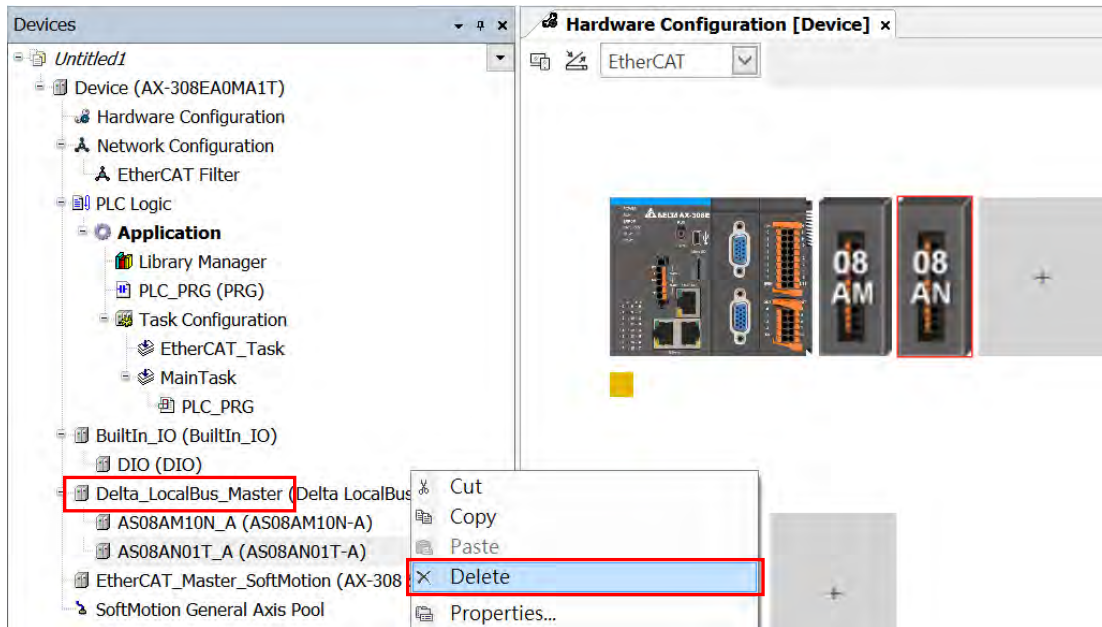 Devices
Untitled1
Device (AX-308EA0MA1T)
Hardware Configuration
Network Configuration
EtherCAT Filter
PLC Logic
Application
Library Manager
PLC_PRG (PRG)
Task Configuration
EtherCAT_Task
MainTask
PLC_PRG
BuiltIn_IO (BuiltIn_IO)
DIO (DIO)
Delta_LocalBus_Master (Delta LocalBus
AS08AM10N_A (AS08AM10N-A)
AS08AN01T_A (AS08AN01T-A)
EtherCAT_Master_SoftMotion (AX-308
SoftMotion General Axis Pool
Cut
Copy
Paste
Delete
Properties...
Hardware Configuration [Device]
EtherCAT
DELTA AX-308E
08
AM
08
AN